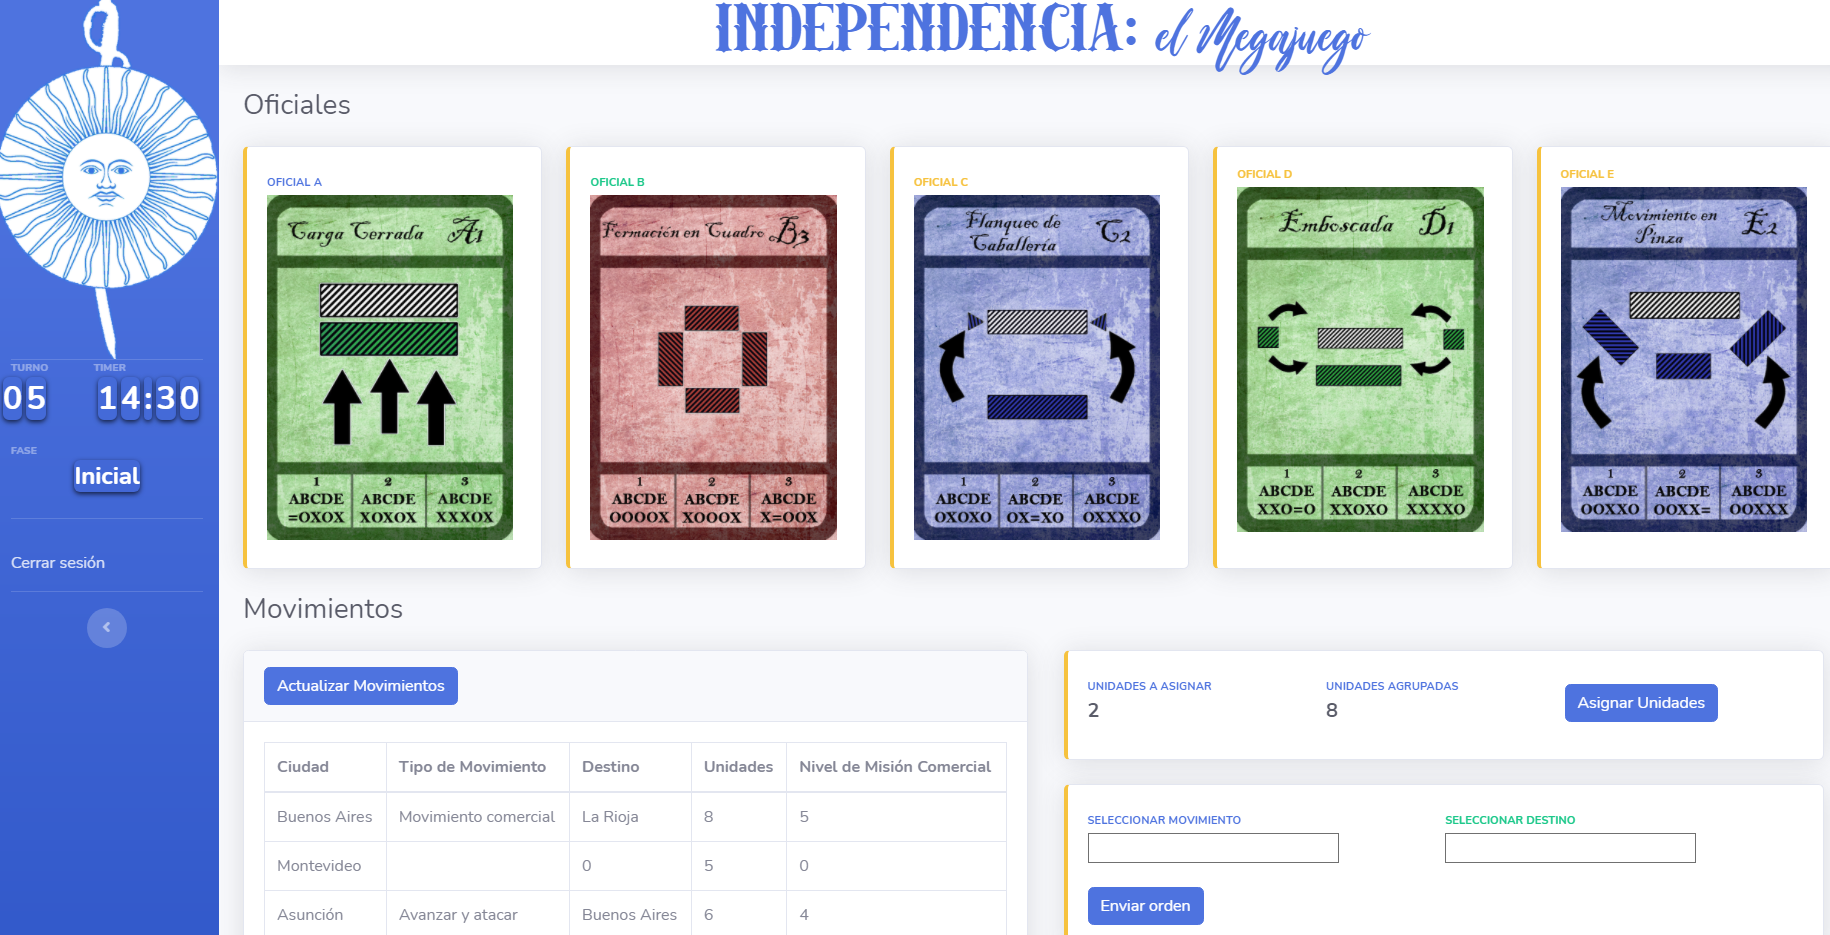 INDEPENDENCIA: el Megajuego
TURNO
TIMER
05
14:30
FASE
Inicial
Cerrar sesión
Oficiales
OFICIAL A
Carga Cerrada A1
1 2 3
ABCDE ABCDE ABCDE
=OXOX XOXOX XXXOX
OFICIAL B
Formación en Cuadro B3
1 2 3
ABCDE ABCDE ABCDE
OOOOX XOOOX X=OOX
OFICIAL C
Flanqueo de
Caballería C2
1 2 3
ABCDE ABCDE ABCDE
OXOXO OX=XO OXXXO
OFICIAL D
Emboscada D1
1 2 3
ABCDE ABCDE ABCDE
XXO=O XXOXO XXXXO
OFICIAL E
Movimiento en
Pinza E2
1 2 3
ABCDE ABCDE ABCDE
OOXXO OOXX= OOXXX
Movimientos
Actualizar Movimientos
Ciudad Tipo de Movimiento Destino Unidades Nivel de Misión Comercial
Buenos Aires Movimiento comercial La Rioja 8 5
Montevideo 0 5 0
Asunción Avanzar y atacar Buenos Aires 6 4
UNIDADES A ASIGNAR
2
UNIDADES AGRUPADAS
8
Asignar Unidades
SELECCIONAR MOVIMIENTO
SELECCIONAR DESTINO
Enviar orden